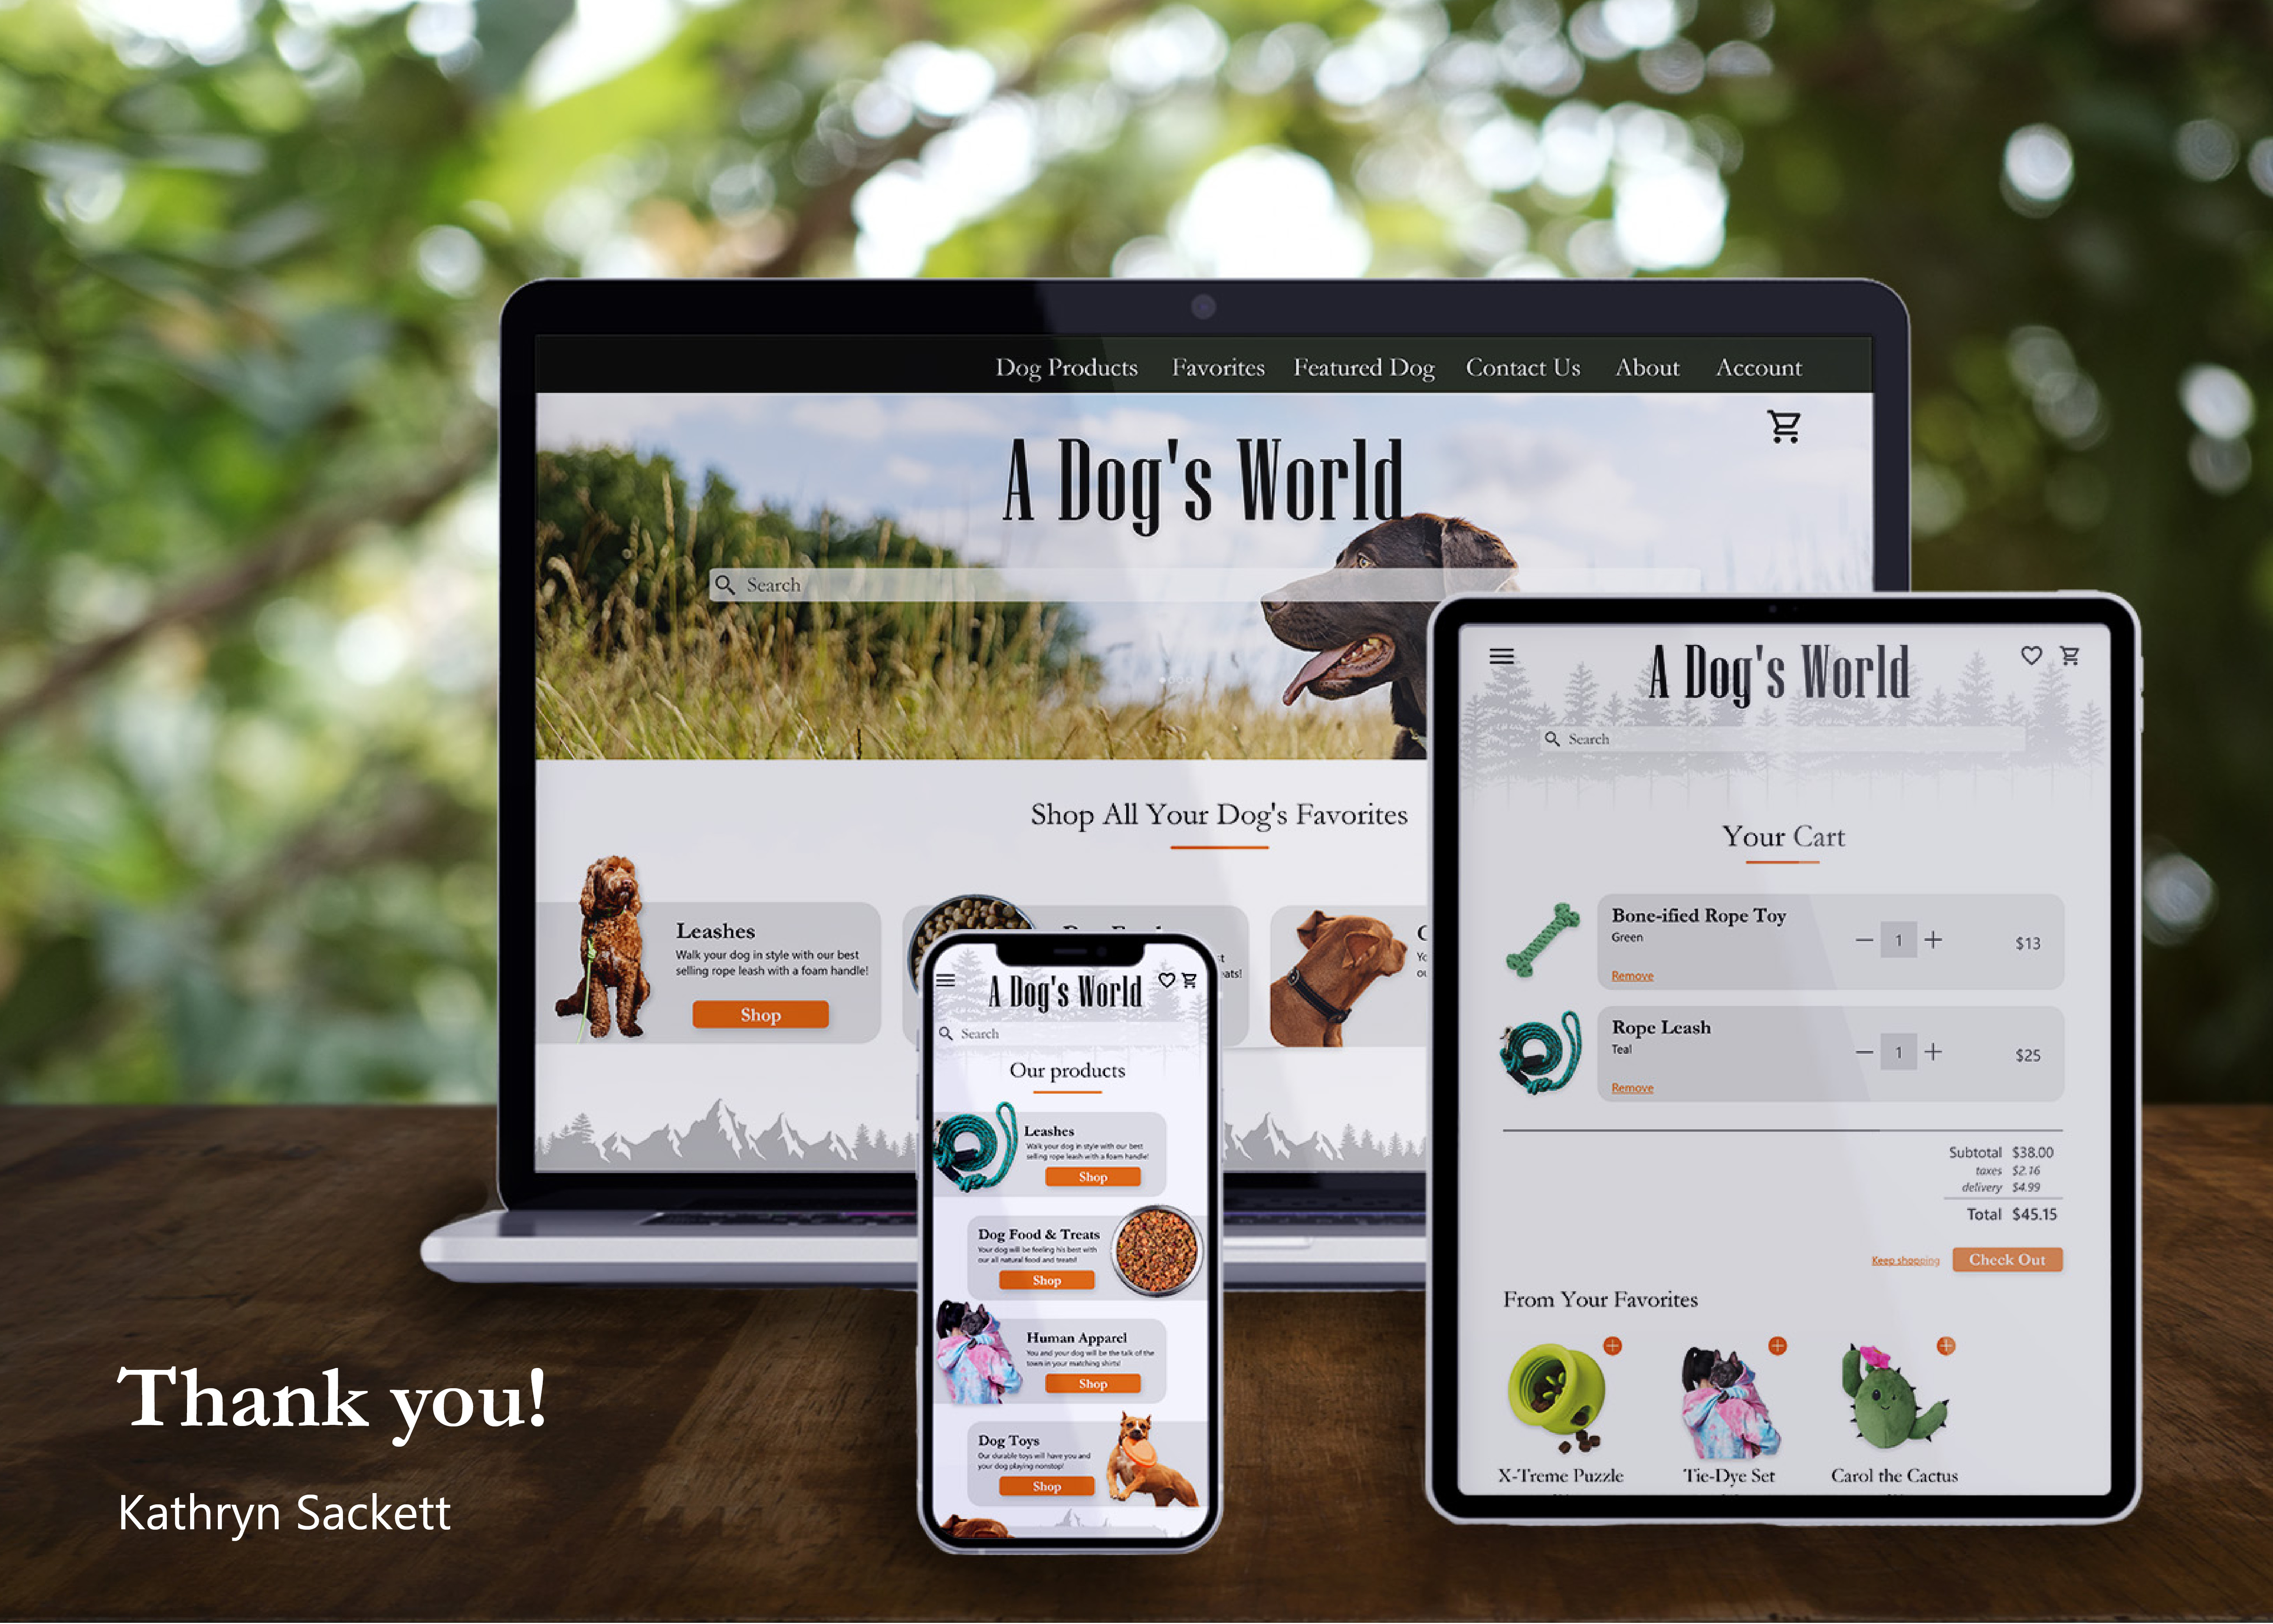 Dog Products Favorites Featured Dog Contact Us About Account
A Dog's World
Search
Shop All Your Dog's Favorites
Leashes
Walk your dog in style with our best
selling rope leash with a foam handle!
Shop
A Dog's World
Search
Our products
Leashes
Walk your dog in style with our best
selling rope leash with a foam handle!
Shop
Dog Food & Treats
Your dog will be feeling his best with
our all natural food and treats!
Shop
Human Apparel
You and your dog will be the talk of the
town in your matching shirts!
Shop
Dog Toys
Our durable toys will have you and
your dog playing nonstop!
Shop
A Dog's World
Search
Your Cart
Bone-ified Rope Toy
Green
1
$13
Remove
Rope Leash
Teal
1
$25
Remove
Subtotal $38.00
taxes $2.16
delivery $4.99
Total $45.15
Keep shopping Check Out
From Your Favorites
X-Treme Puzzle Tie-Dye Set Carol the Cactus
Thank you!
Kathryn Sackett